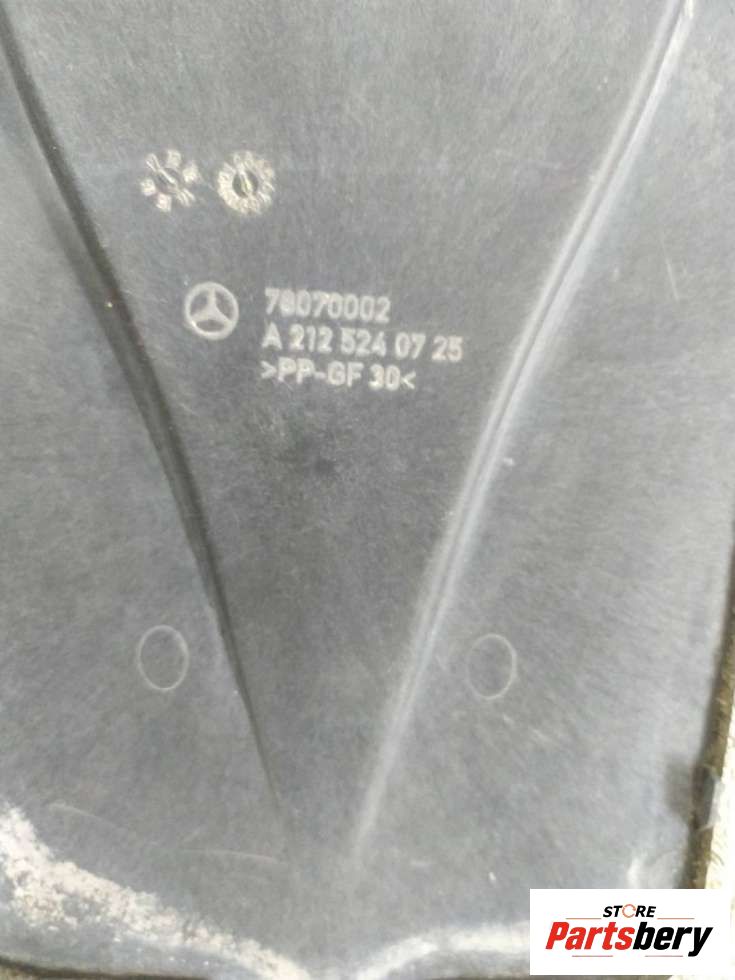 78070002
A 212 524 07 25
>PP-GF 30<
STORE
Partsbery